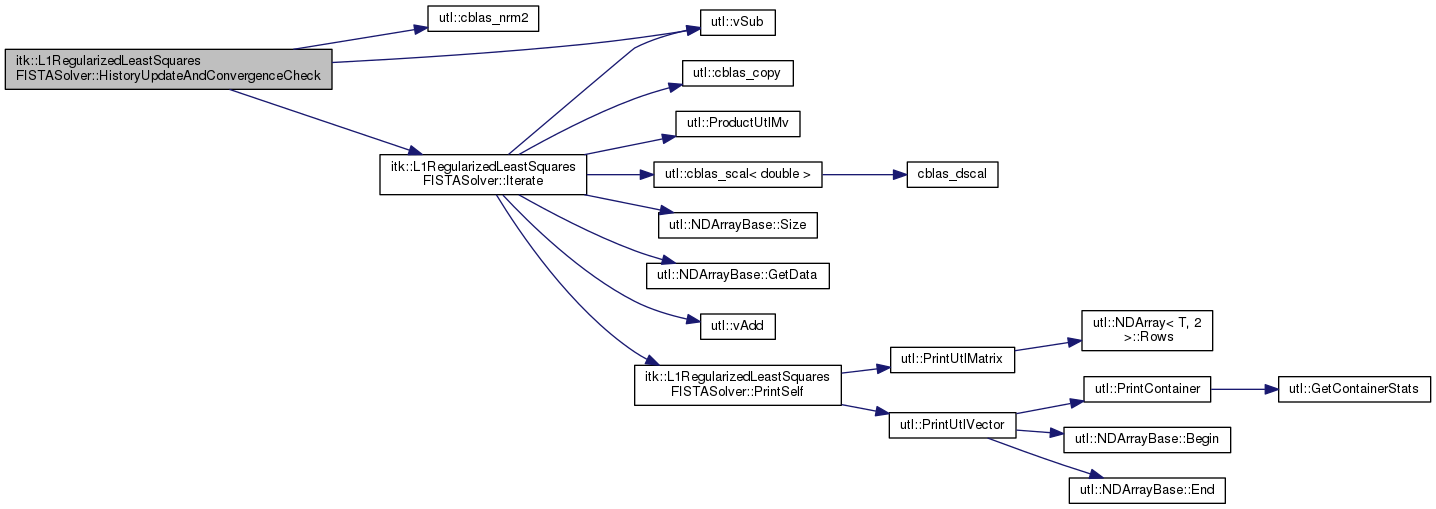 itk::L1RegularizedLeastSquares
FISTASolver::HistoryUpdateAndConvergenceCheck
utl::cblas_nrm2
utl::vSub
itk::L1RegularizedLeastSquares
FISTASolver::Iterate
utl::cblas_copy
utl::ProductUtlMv
utl::cblas_scal< double >
cblas_dscal
utl::NDArrayBase::Size
utl::NDArrayBase::GetData
utl::vAdd
itk::L1RegularizedLeastSquares
FISTASolver::PrintSelf
utl::PrintUtlMatrix
utl::NDArray< T, 2
>::Rows
utl::PrintUtlVector
utl::PrintContainer
utl::GetContainerStats
utl::NDArrayBase::Begin
utl::NDArrayBase::End